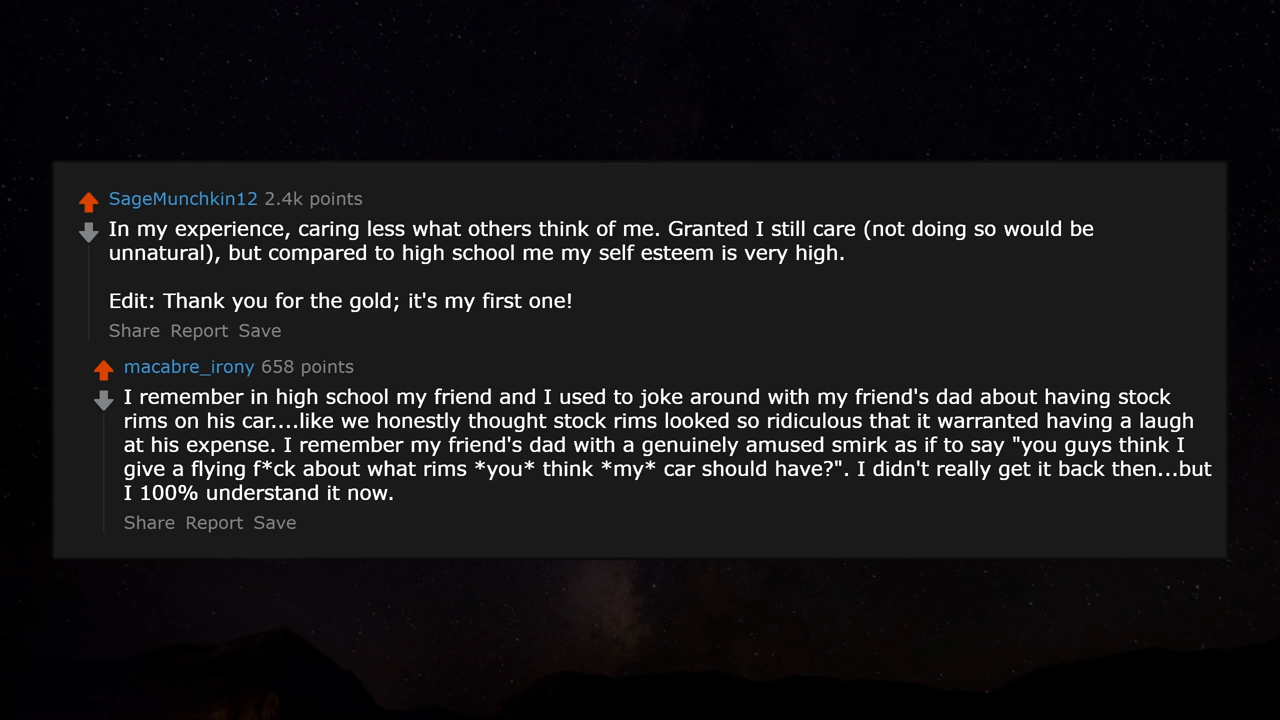 SageMunchkin12 2.4k points
In my experience, caring less what others think of me. Granted I still care (not doing so would be
unnatural), but compared to high school me my self esteem is very high.
Edit: Thank you for the gold; it's my first one!
Share Report Save
macabre_irony 658 points
I remember in high school my friend and I used to joke around with my friend's dad about having stock
rims on his car....like we honestly thought stock rims looked so ridiculous that it warranted having a laugh
at his expense. I remember my friend's dad with a genuinely amused smirk as if to say "you guys think I
give a flying f*ck about what rims *you* think *my* car should have?". I didn't really get it back then...but
I 100% understand it now.
Share Report Save